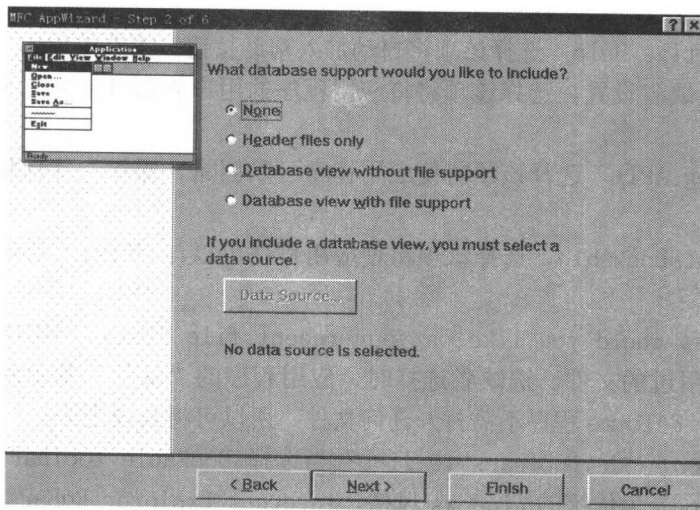 MFC AppWizard - Step 2 of 6
Application
File Edit View Window Help
New
Open...
Close
Save
Save As...
Exit
Ready
What database support would you like to include?
None
Header files only
Database view without file support
Database view with file support
If you include a database view, you must select a
data source.
Data Source...
No data source is selected.
< Back
Next >
Finish
Cancel